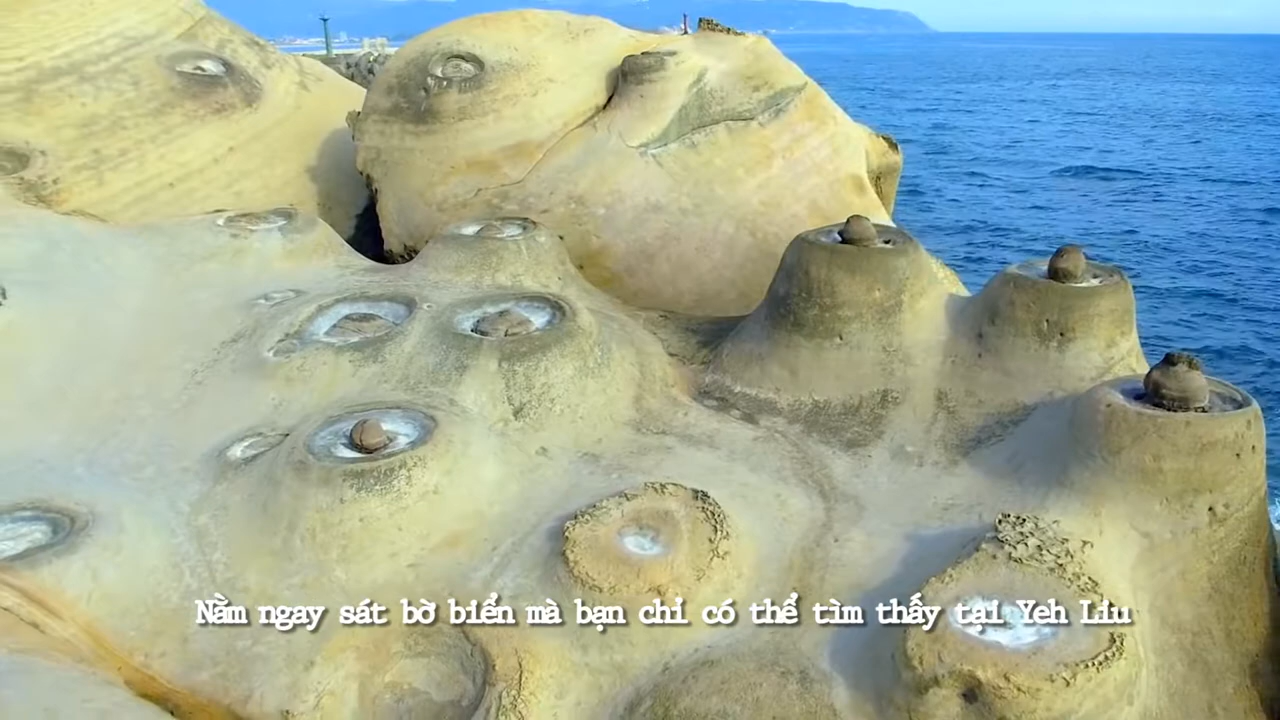 Nằm ngay sát bờ biển mà bạn chỉ có thể tìm thấy tại Yeh Liu